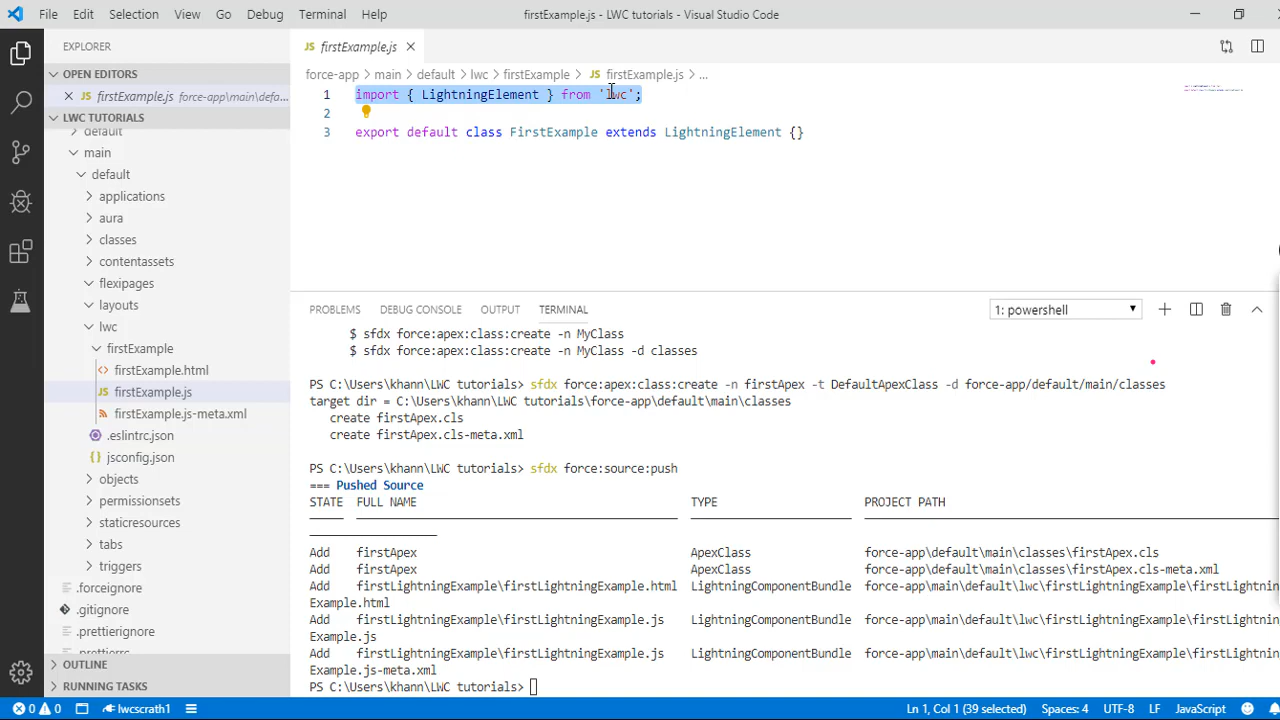 File Edit Selection View Go Debug Terminal Help
firstExample.js - LWC tutorials - Visual Studio Code
EXPLORER
OPEN EDITORS
firstExample.js force-app\main\defa...
LWC TUTORIALS
default
main
default
applications
aura
classes
contentassets
flexipages
layouts
lwc
firstExample
firstExample.html
JS firstExample.js
firstExample.js-meta.xml
.eslintrc.json
{} jsconfig.json
objects
permissionsets
staticresources
tabs
triggers
.forceignore
.gitignore
.prettierignore
.prettierrc
OUTLINE
RUNNING TASKS
JS firstExample.js
force-app > main > default > lwc > firstExample > JS firstExample.js > ...
1 import { LightningElement } from 'lwc';
2
3 export default class FirstExample extends LightningElement {}
PROBLEMS DEBUG CONSOLE OUTPUT TERMINAL
1: powershell
$ sfdx force:apex:class:create -n MyClass
$ sfdx force:apex:class:create -n MyClass -d classes
PS C:\Users\khann\LWC tutorials> sfdx force:apex:class:create -n firstApex -t DefaultApexClass -d force-app/default/main/classes
target dir = C:\Users\khann\LWC tutorials\force-app\default\main\classes
create firstApex.cls
create firstApex.cls-meta.xml
PS C:\Users\khann\LWC tutorials> sfdx force:source:push
=== Pushed Source
STATE FULL NAME TYPE PROJECT PATH
Add firstApex ApexClass force-app\default\main\classes\firstApex.cls
Add firstApex ApexClass force-app\default\main\classes\firstApex.cls-meta.xml
Add firstLightningExample\firstLightningExample.html LightningComponentBundle force-app\main\default\lwc\firstLightningExample\firstLightning
Example.html
Add firstLightningExample\firstLightningExample.js LightningComponentBundle force-app\main\default\lwc\firstLightningExample\firstLightning
Example.js
Add firstLightningExample\firstLightningExample.js LightningComponentBundle force-app\main\default\lwc\firstLightningExample\firstLightning
Example.js-meta.xml
PS C:\Users\khann\LWC tutorials>
0 0 lwcscrath1
Ln 1, Col 1 (39 selected) Spaces: 4 UTF-8 LF JavaScript